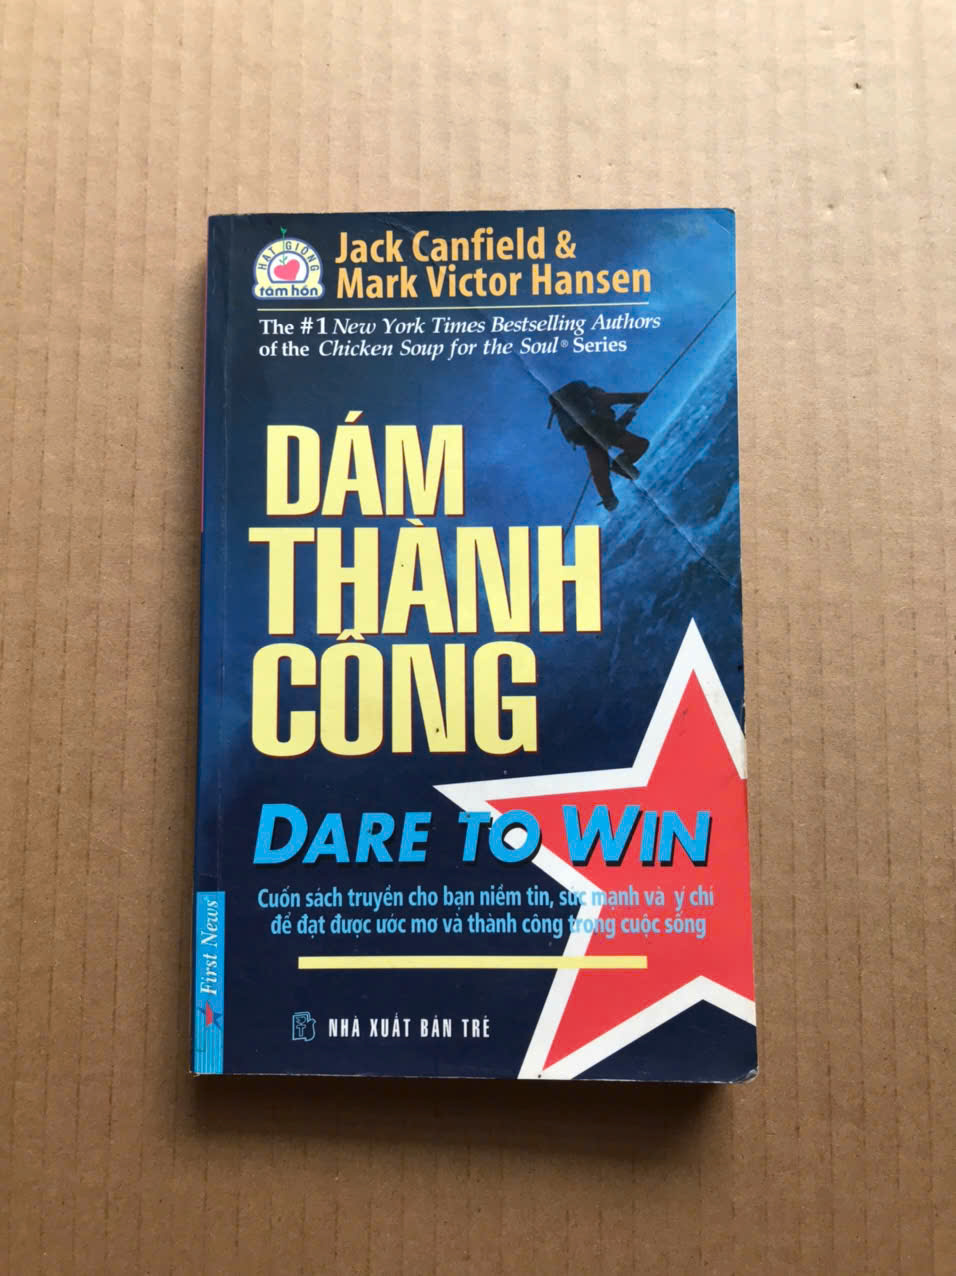 HẠT GIỐNG
tâm hồn
Jack Canfield &
Mark Victor Hansen
The #1 New York Times Bestselling Authors
of the Chicken Soup for the Soul® Series
DÁM
THÀNH
CÔNG
DARE TO WIN
Cuốn sách truyền cho bạn niềm tin, sức mạnh và ý chí
để đạt được ước mơ và thành công trong cuộc sống
First News®
NHÀ XUẤT BẢN TRẺ